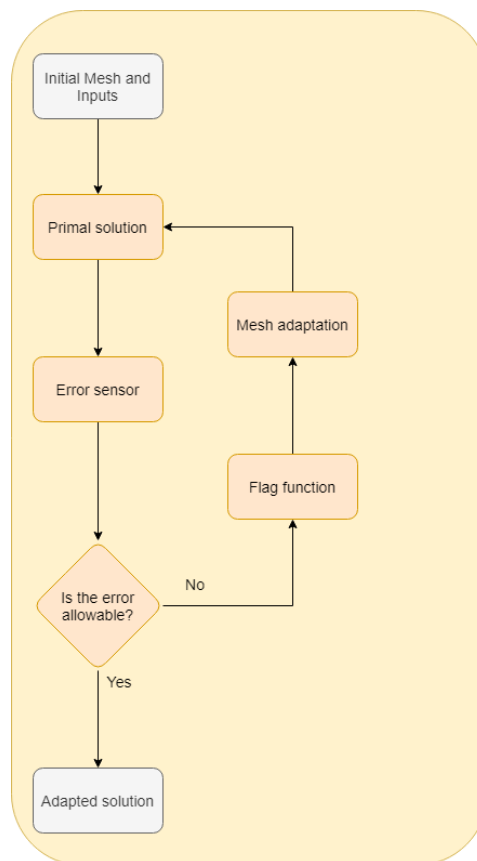 Initial Mesh and
Inputs
Primal solution
Mesh adaptation
Error sensor
Flag function
Is the error
allowable?
No
Yes
Adapted solution